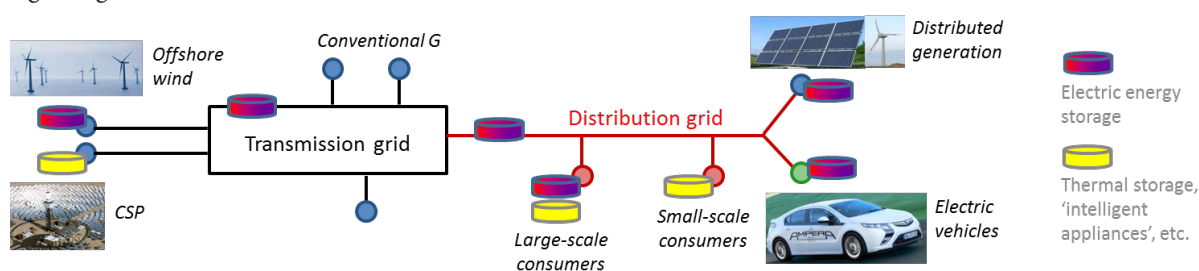 Offshore
wind
Conventional G
Distributed
generation
Transmission grid
Distribution grid
Electric energy
storage
CSP
Large-scale
consumers
Small-scale
consumers
AMPERA
Electric
vehicles
Thermal storage,
‘intelligent
appliances’, etc.